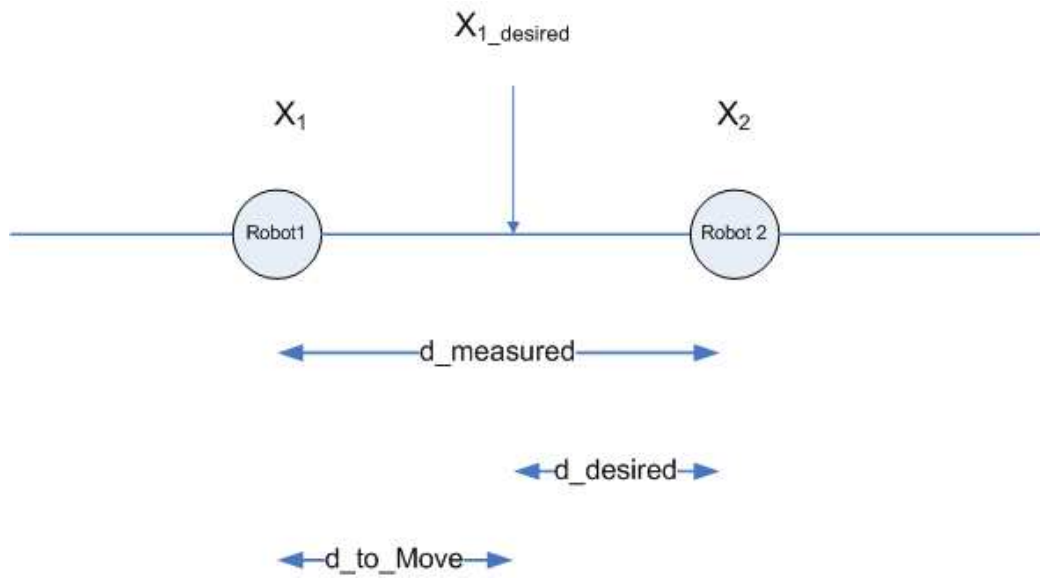 X1_desired
X1
X2
Robot1
Robot 2
d_measured
d_desired
d_to_Move